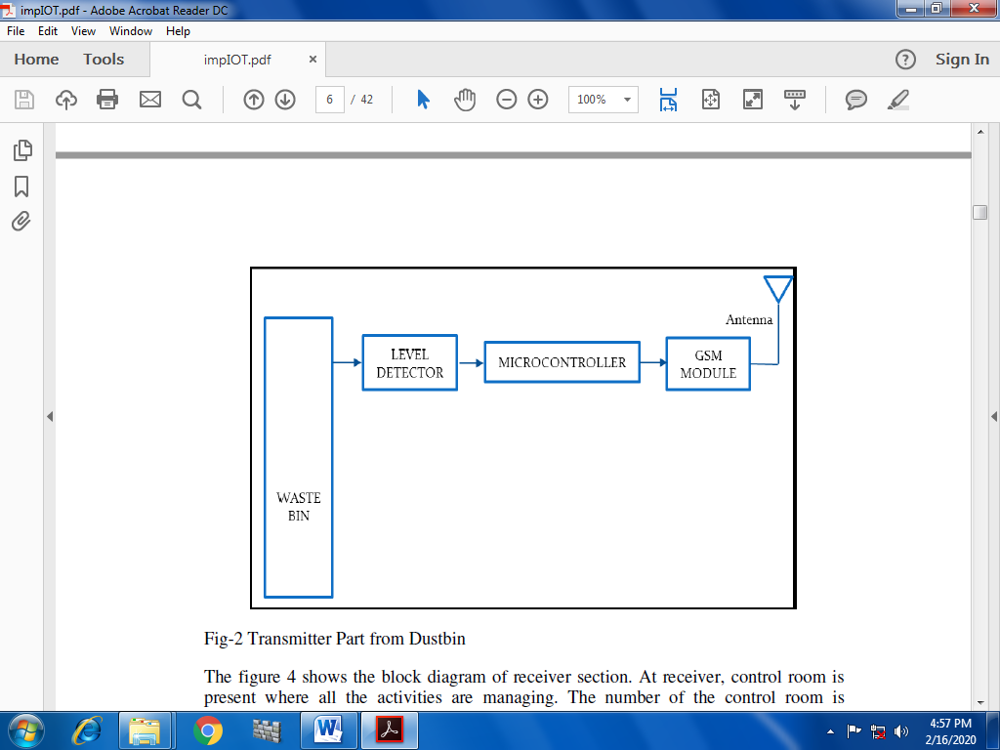 impIOT.pdf - Adobe Acrobat Reader DC
File Edit View Window Help
Home Tools impIOT.pdf × ? Sign In
6 / 42 100%
Antenna
LEVEL
DETECTOR
MICROCONTROLLER
GSM
MODULE
WASTE
BIN
Fig-2 Transmitter Part from Dustbin
The figure 4 shows the block diagram of receiver section. At receiver, control room is
present where all the activities are managing. The number of the control room is
4:57 PM
2/16/2020